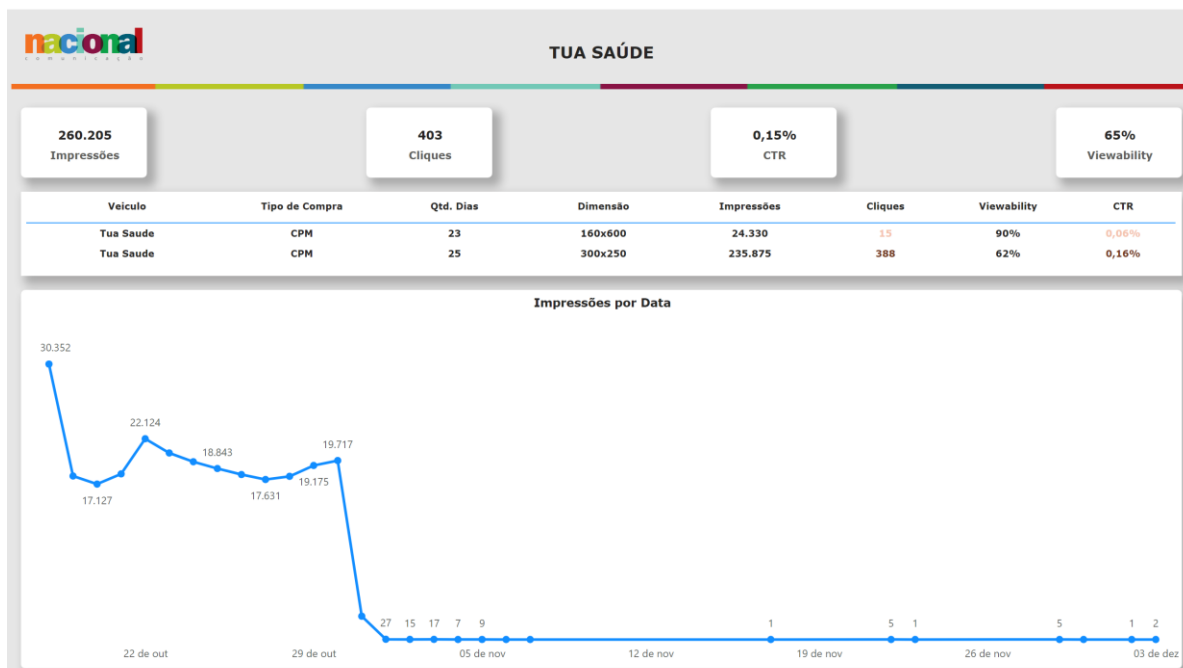 nacional
comunicação
TUA SAÚDE
260.205
Impressões
403
Cliques
0,15%
CTR
65%
Viewability
Veiculo Tipo de Compra Qtd. Dias Dimensão Impressões Cliques Viewability CTR
Tua Saude CPM 23 160x600 24.330 15 90% 0,06%
Tua Saude CPM 25 300x250 235.875 388 62% 0,16%
Impressões por Data
30.352
22.124
19.717
18.843
19.175
17.631
17.127
27 15 17 7 9 1 5 1 5 1 2
22 de out 29 de out 05 de nov 12 de nov 19 de nov 26 de nov 03 de dez